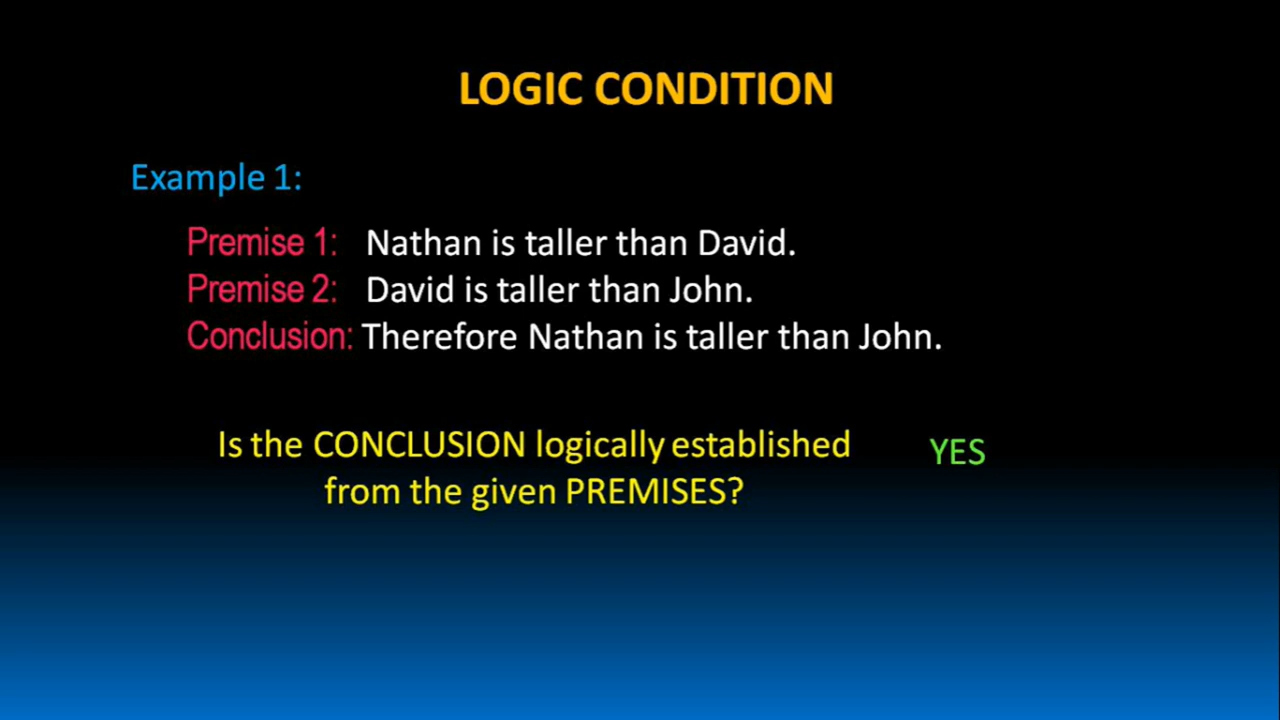 LOGIC CONDITION
Example 1:
Premise 1: Nathan is taller than David.
Premise 2: David is taller than John.
Conclusion: Therefore Nathan is taller than John.
Is the CONCLUSION logically established
from the given PREMISES?
YES